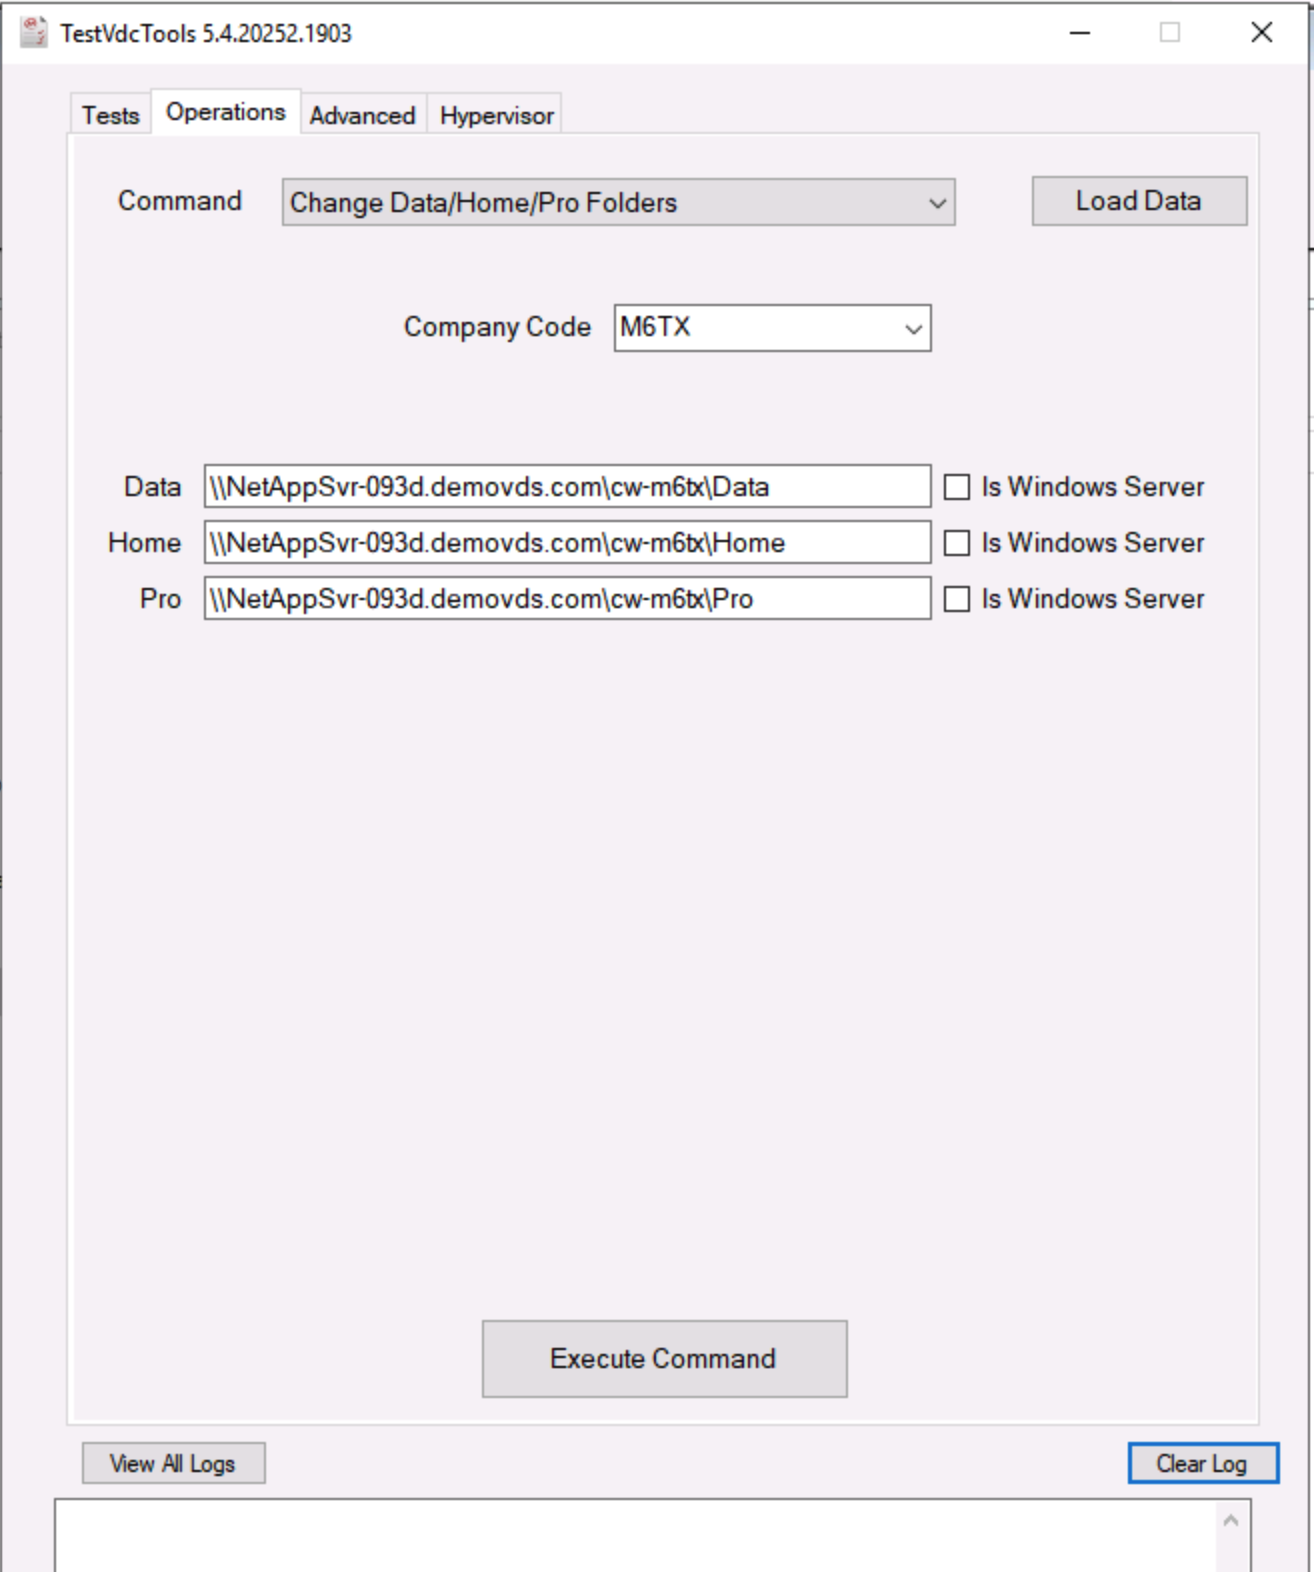 TestVdcTools 5.4.20252.1903
Tests Operations Advanced Hypervisor
Command Change Data/Home/Pro Folders Load Data
Company Code M6TX
Data \\NetAppSvr-093d.demovds.com\cw-m6tx\Data Is Windows Server
Home \\NetAppSvr-093d.demovds.com\cw-m6tx\Home Is Windows Server
Pro \\NetAppSvr-093d.demovds.com\cw-m6tx\Pro Is Windows Server
Execute Command
View All Logs Clear Log